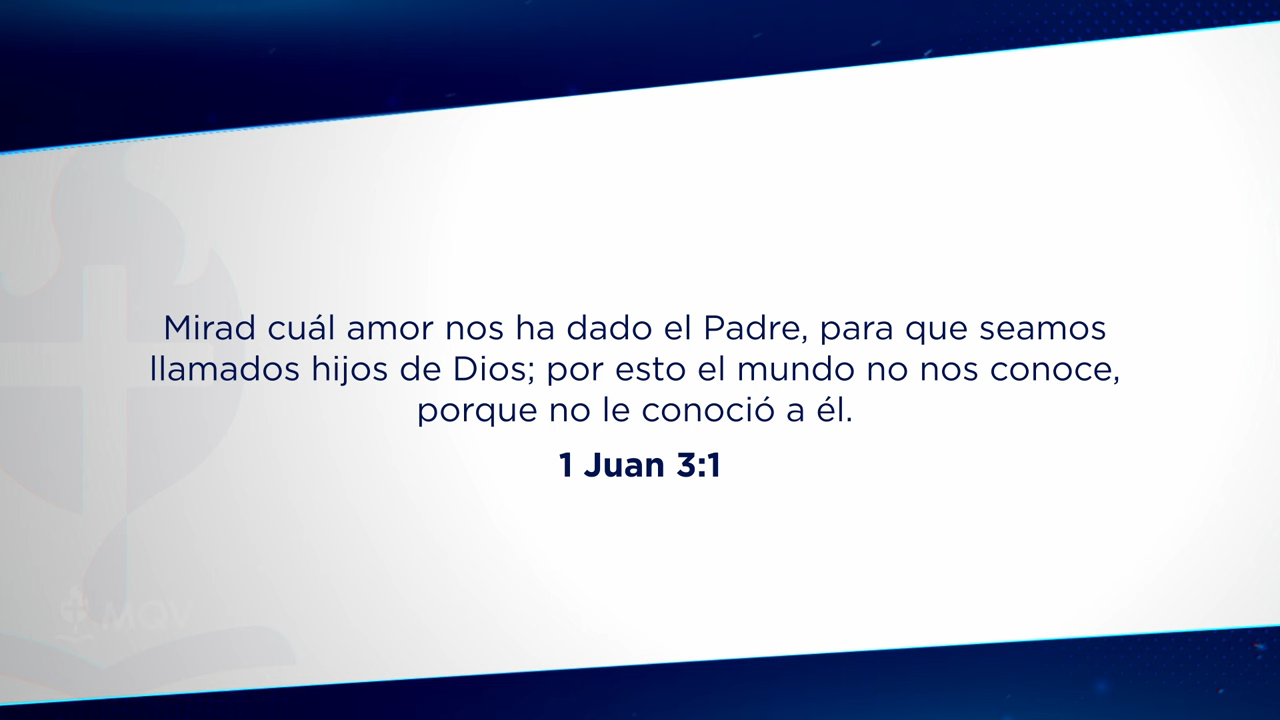 Mirad cuál amor nos ha dado el Padre, para que seamos
llamados hijos de Dios; por esto el mundo no nos conoce,
porque no le conoció a él.
1 Juan 3:1
MQV